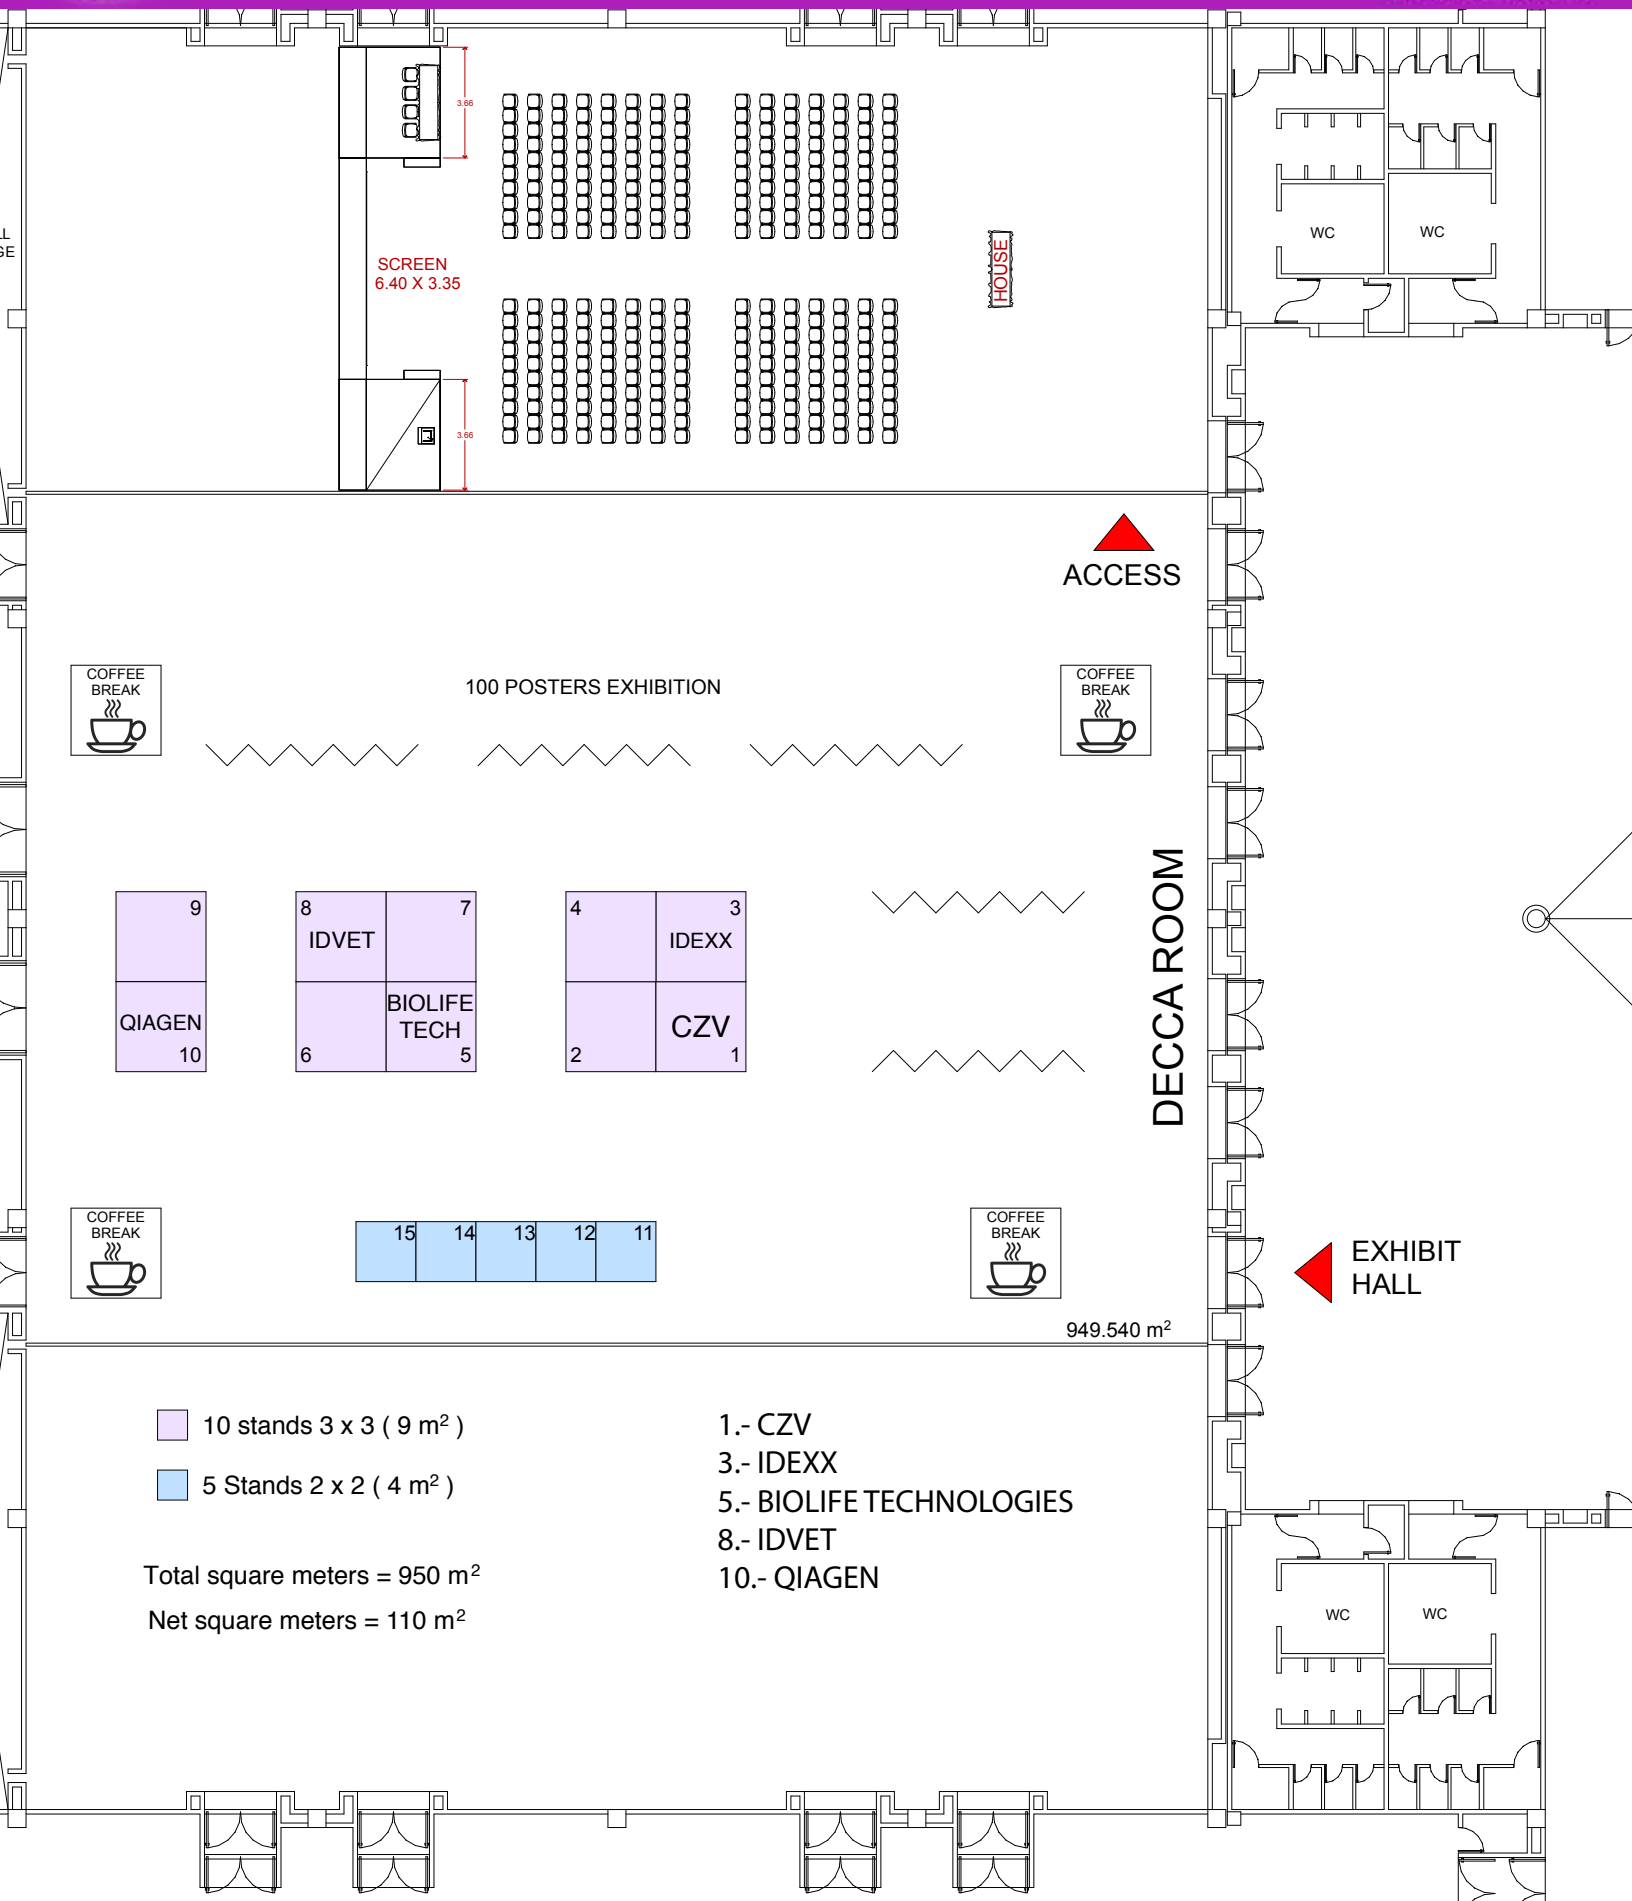 3.66
LL
GE
WC
WC
SCREEN
6.40 X 3.35
HOUSE
3.66
ACCESS
COFFEE
BREAK
100 POSTERS EXHIBITION
COFFEE
BREAK
9
8
7
4
3
IDVET
IDEXX
DECCA ROOM
QIAGEN
BIOLIFE
TECH
CZV
10
6
5
2
1
COFFEE
BREAK
15
14
13
12
11
COFFEE
BREAK
EXHIBIT
HALL
949.540 m²
10 stands 3 x 3 ( 9 m² )
5 Stands 2 x 2 ( 4 m² )
Total square meters = 950 m²
Net square meters = 110 m²
1.- CZV
3.- IDEXX
5.- BIOLIFE TECHNOLOGIES
8.- IDVET
10.- QIAGEN
WC
WC